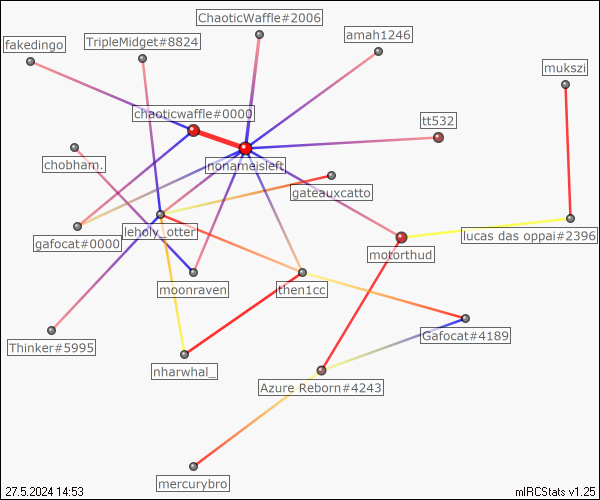 ChaoticWaffle#2006
amah1246
TripleMidget#8824
fakedingo
mukszi
chaoticwaffle#0000
tt532
chobham.
nonameisleft
gateauxcatto
leholy_otter
gafocat#0000
lucas das oppai#2396
motorthud
moonraven
then1cc
Gafocat#4189
Thinker#5995
nharwhal_
Azure Reborn#4243
mercurybro
27.5.2024 14:53
mIRCStats v1.25